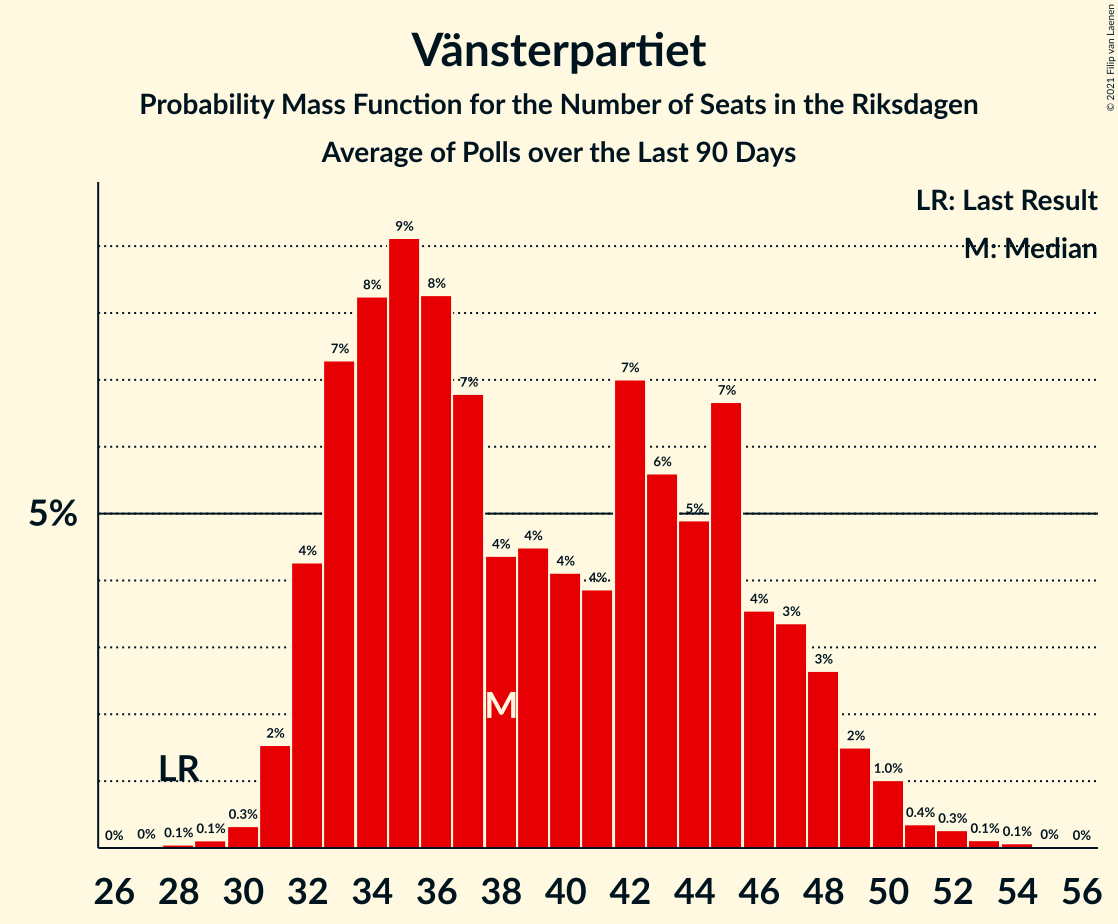 Vänsterpartiet
Probability Mass Function for the Number of Seats in the Riksdagen
Average of Polls over the Last 90 Days
© 2021 Filip van Laenen
LR: Last Result
M: Median
5%
0% 0% 0.1% 0.1% 0.3% 2% 4% 7% 8% 9% 8% 7% 4% 4% 4% 4% 7% 6% 5% 7% 4% 3% 3% 2% 1.0% 0.4% 0.3% 0.1% 0.1% 0% 0%
LR
M
26 28 30 32 34 36 38 40 42 44 46 48 50 52 54 56